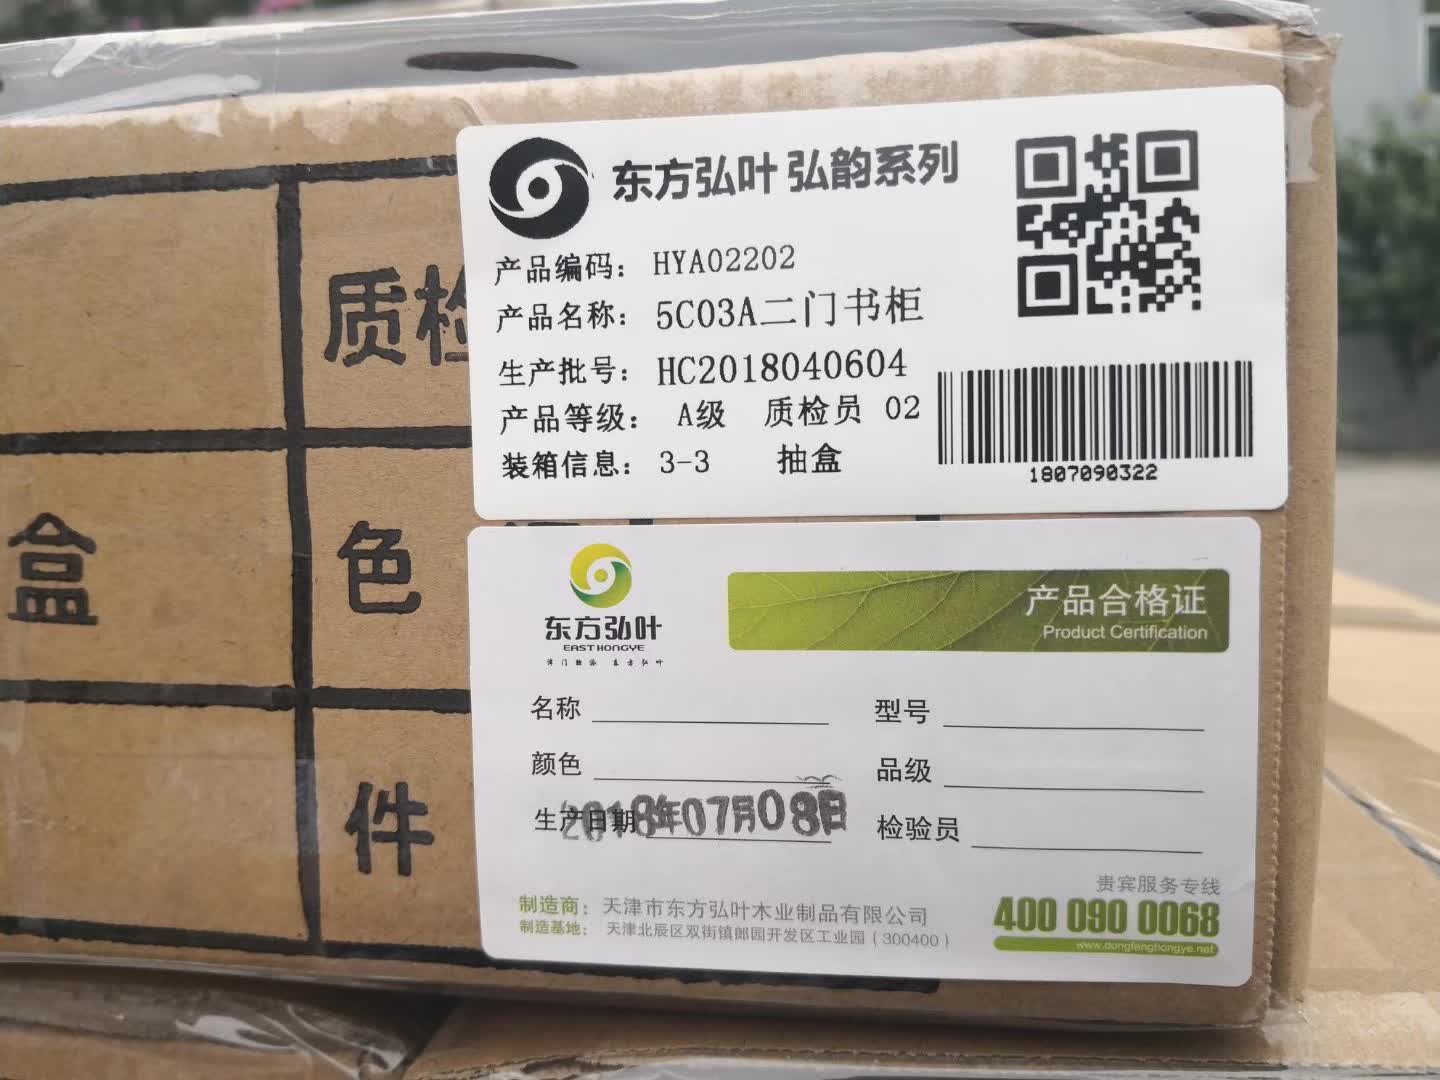 东方弘叶 弘韵系列
产品编码： HYA02202
产品名称： 5C03A二门书柜
生产批号： HC2018040604
产品等级： A级 质检员 02
装箱信息： 3-3 抽盒
1807090322
质检
盒
色
件
东方弘叶
EAST HONGYE
产品合格证
Product Certification
名称
型号
颜色
品级
生产日期 2018年07月08日
检验员
贵宾服务专线
400 090 0068
www.dongfanghongye.net
制造商： 天津市东方弘叶木业制品有限公司
制造基地： 天津北辰区双街镇郎园开发区工业园（300400）